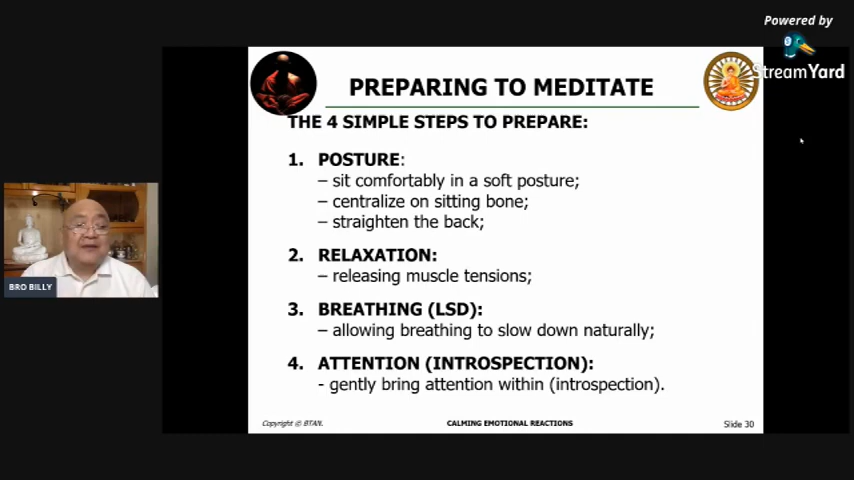 Powered by
StreamYard
PREPARING TO MEDITATE
THE 4 SIMPLE STEPS TO PREPARE:
1. POSTURE:
– sit comfortably in a soft posture;
– centralize on sitting bone;
– straighten the back;
2. RELAXATION:
– releasing muscle tensions;
3. BREATHING (LSD):
– allowing breathing to slow down naturally;
4. ATTENTION (INTROSPECTION):
- gently bring attention within (introspection).
BRO BILLY
Copyright @ BTAN.
CALMING EMOTIONAL REACTIONS
Slide 30